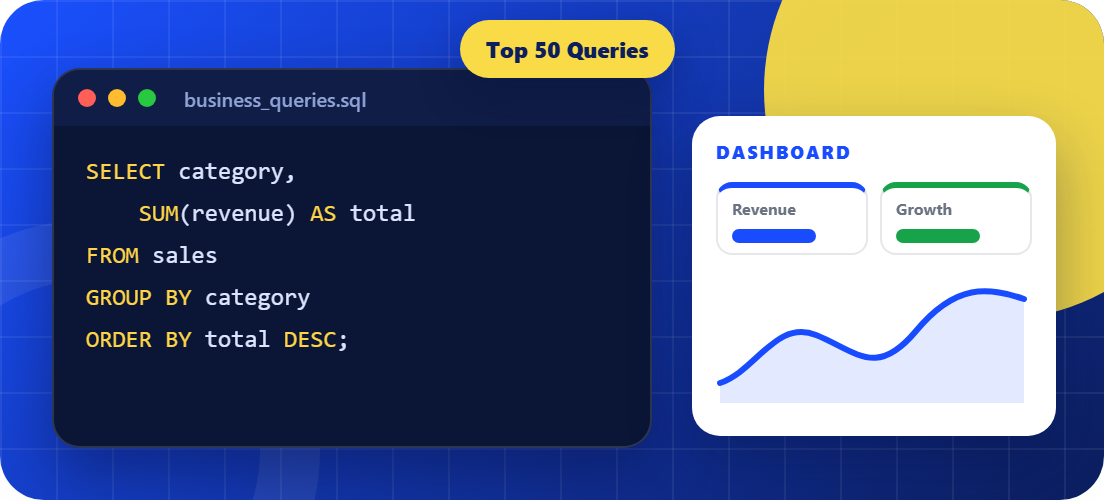 Top 50 Queries
business_queries.sql
SELECT category,
    SUM(revenue) AS total
FROM sales
GROUP BY category
ORDER BY total DESC;
DASHBOARD
Revenue
Growth